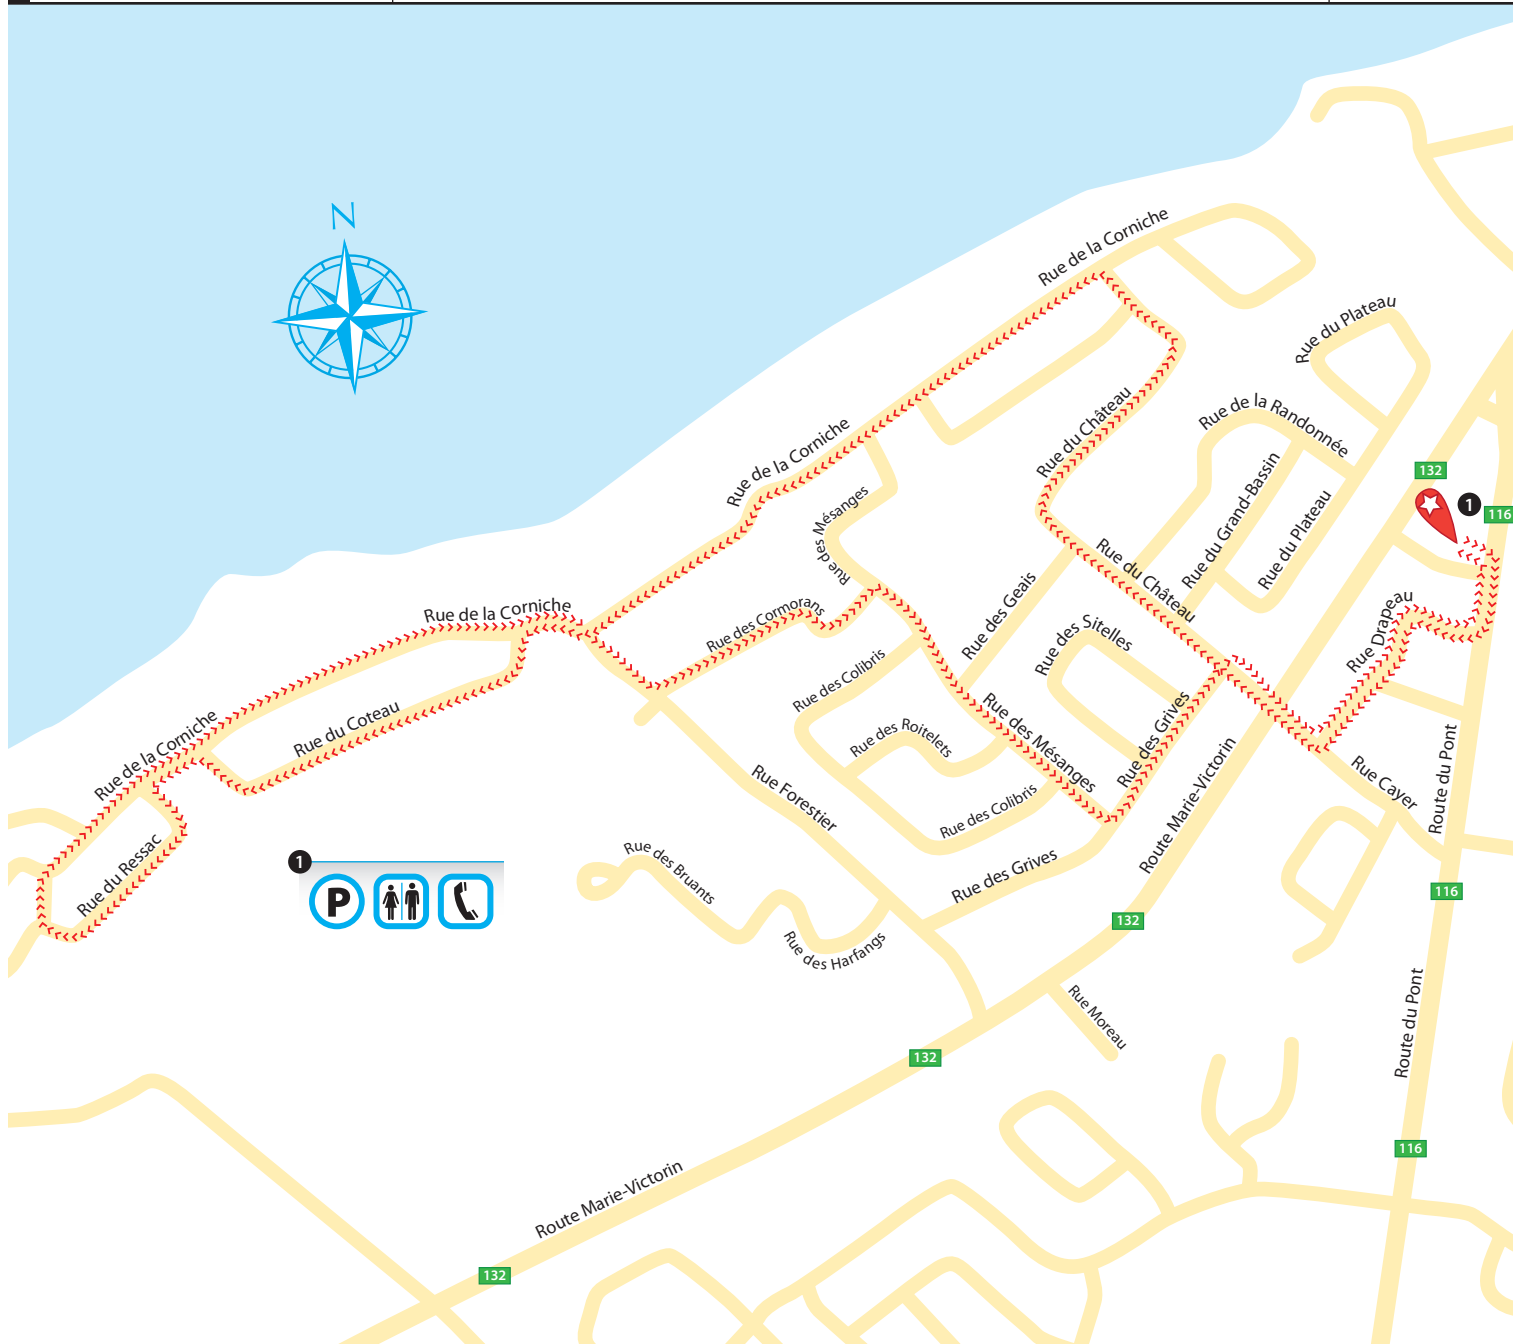 N
Rue de la Corniche
Rue du Plateau
Rue du Château
Rue de la Randonnée
Rue de la Corniche
132
1
116
Rue du Grand-Bassin
Rue du Plateau
Rue des Mésanges
Rue du Château
Rue des Geais
Rue de la Corniche
Rue des Cormorans
Rue Drapeau
Rue des Sitelles
Rue des Colibris
Rue de la Corniche
Rue du Coteau
Rue des Roitelets
Rue des Mésanges
Rue des Grives
Route Marie-Victorin
Route du Pont
Rue Cayer
Rue Forestier
Rue des Colibris
Rue du Ressac
1
P
Rue des Bruants
Rue des Grives
116
132
Rue des Harfangs
Rue Moreau
Route du Pont
132
116
Route Marie-Victorin
132